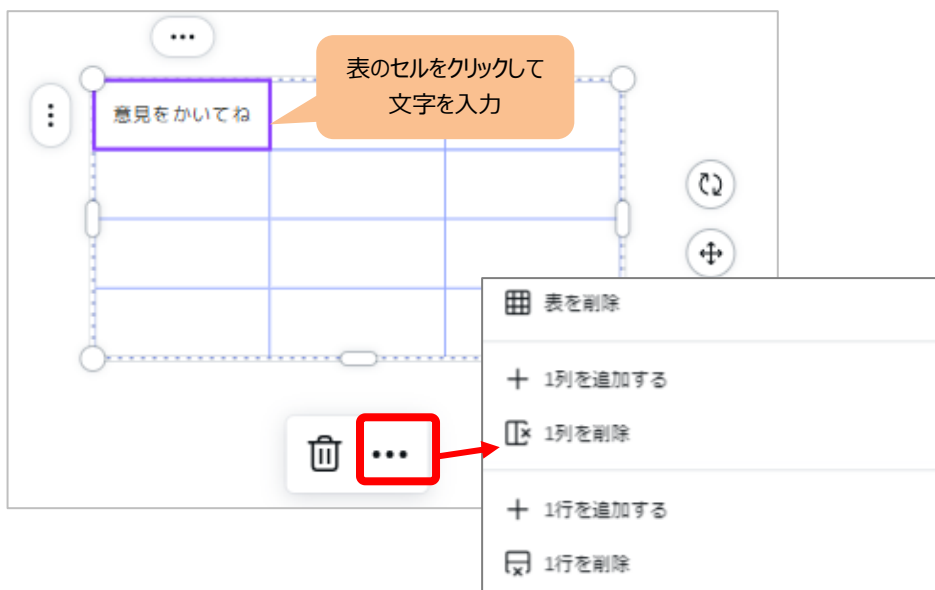 表のセルをクリックして
文字を入力
意見をかいてね
表を削除
1列を追加する
1列を削除
1行を追加する
1行を削除